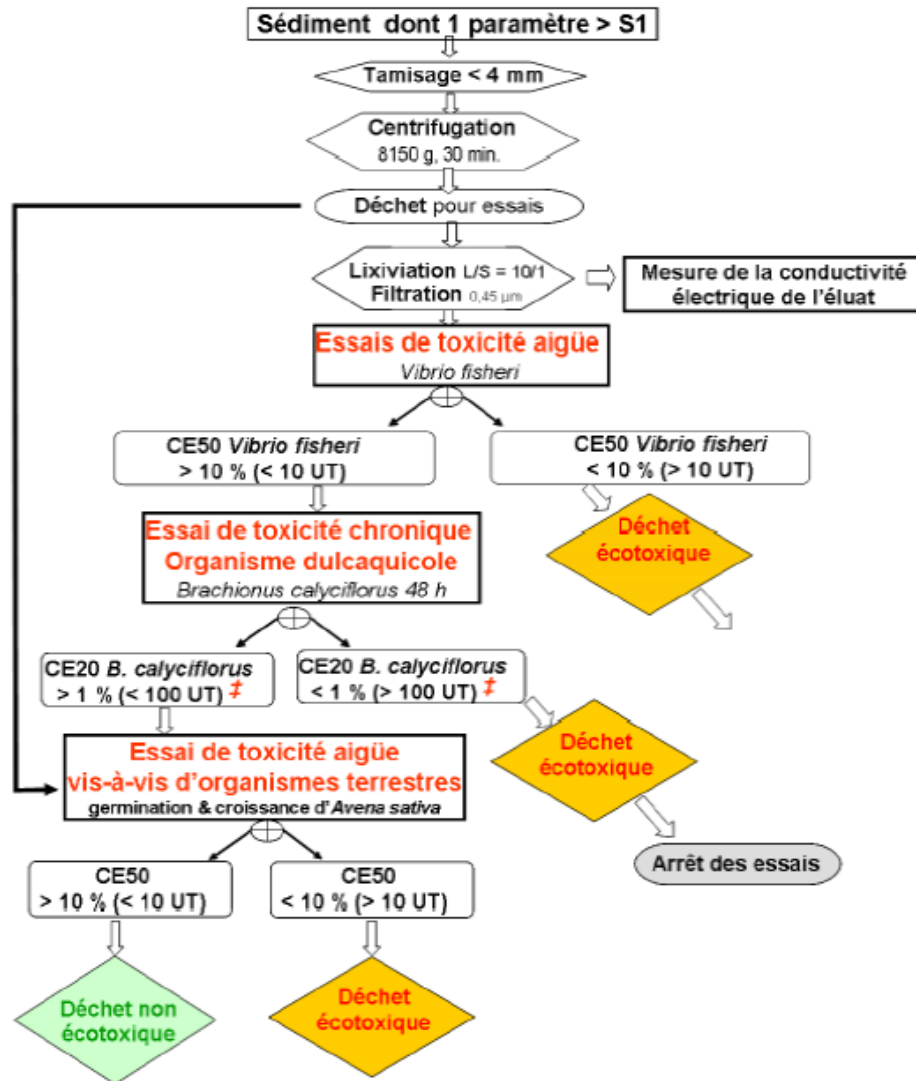 Sédiment dont 1 paramètre > S1
Tamisage < 4 mm
Centrifugation
8150 g, 30 min.
Déchet pour essais
Lixiviation L/S = 10/1
Filtration 0,45 µm
Mesure de la conductivité
électrique de l'éluat
Essais de toxicité aigüe
Vibrio fisheri
CE50 Vibrio fisheri
> 10 % (< 10 UT)
CE50 Vibrio fisheri
< 10 % (> 10 UT)
Déchet
écotoxique
Essai de toxicité chronique
Organisme dulcaquicole
Brachionus calyciflorus 48 h
CE20 B. calyciflorus
> 1 % (< 100 UT) ‡
CE20 B. calyciflorus
< 1 % (> 100 UT) ‡
Déchet
écotoxique
Essai de toxicité aigüe
vis-à-vis d'organismes terrestres
germination & croissance d'Avena sativa
Arrêt des essais
CE50
> 10 % (< 10 UT)
CE50
< 10 % (> 10 UT)
Déchet non
écotoxique
Déchet
écotoxique